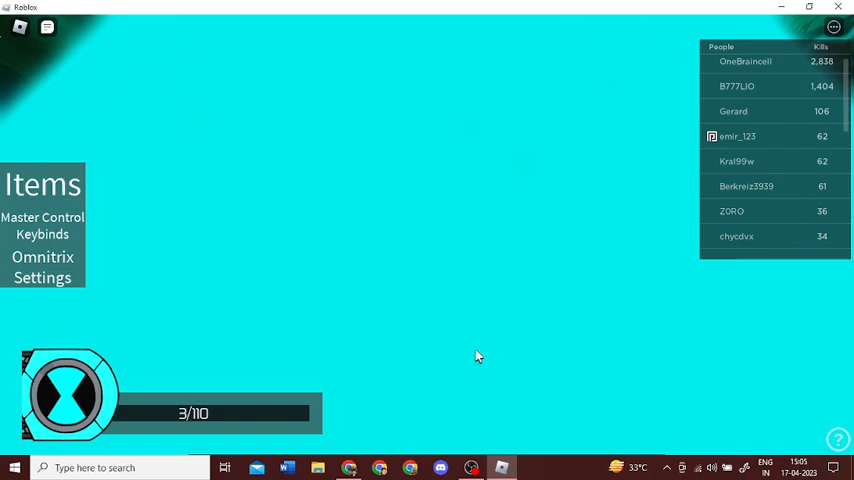 Roblox
People Kills
OneBraincell 2,838
B777LIO 1,404
Gerard 106
emir_123 62
Kral99w 62
Berkreiz3939 61
Z0RO 36
chycdvx 34
Items
Master Control
Keybinds
Omnitrix
Settings
3/110
?
Type here to search
33°C
ENG
IN
15:05
17-04-2023